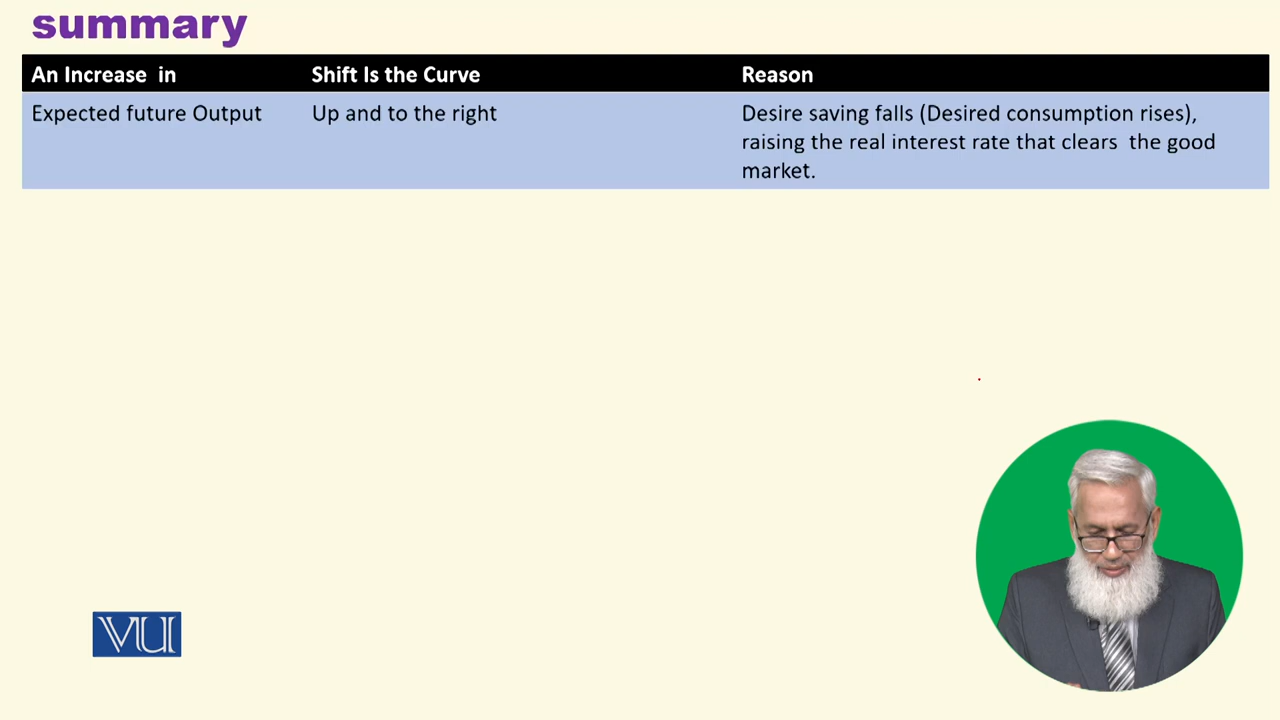 summary
An Increase in Shift Is the Curve Reason
Expected future Output Up and to the right Desire saving falls (Desired consumption rises),
raising the real interest rate that clears the good
market.
VU